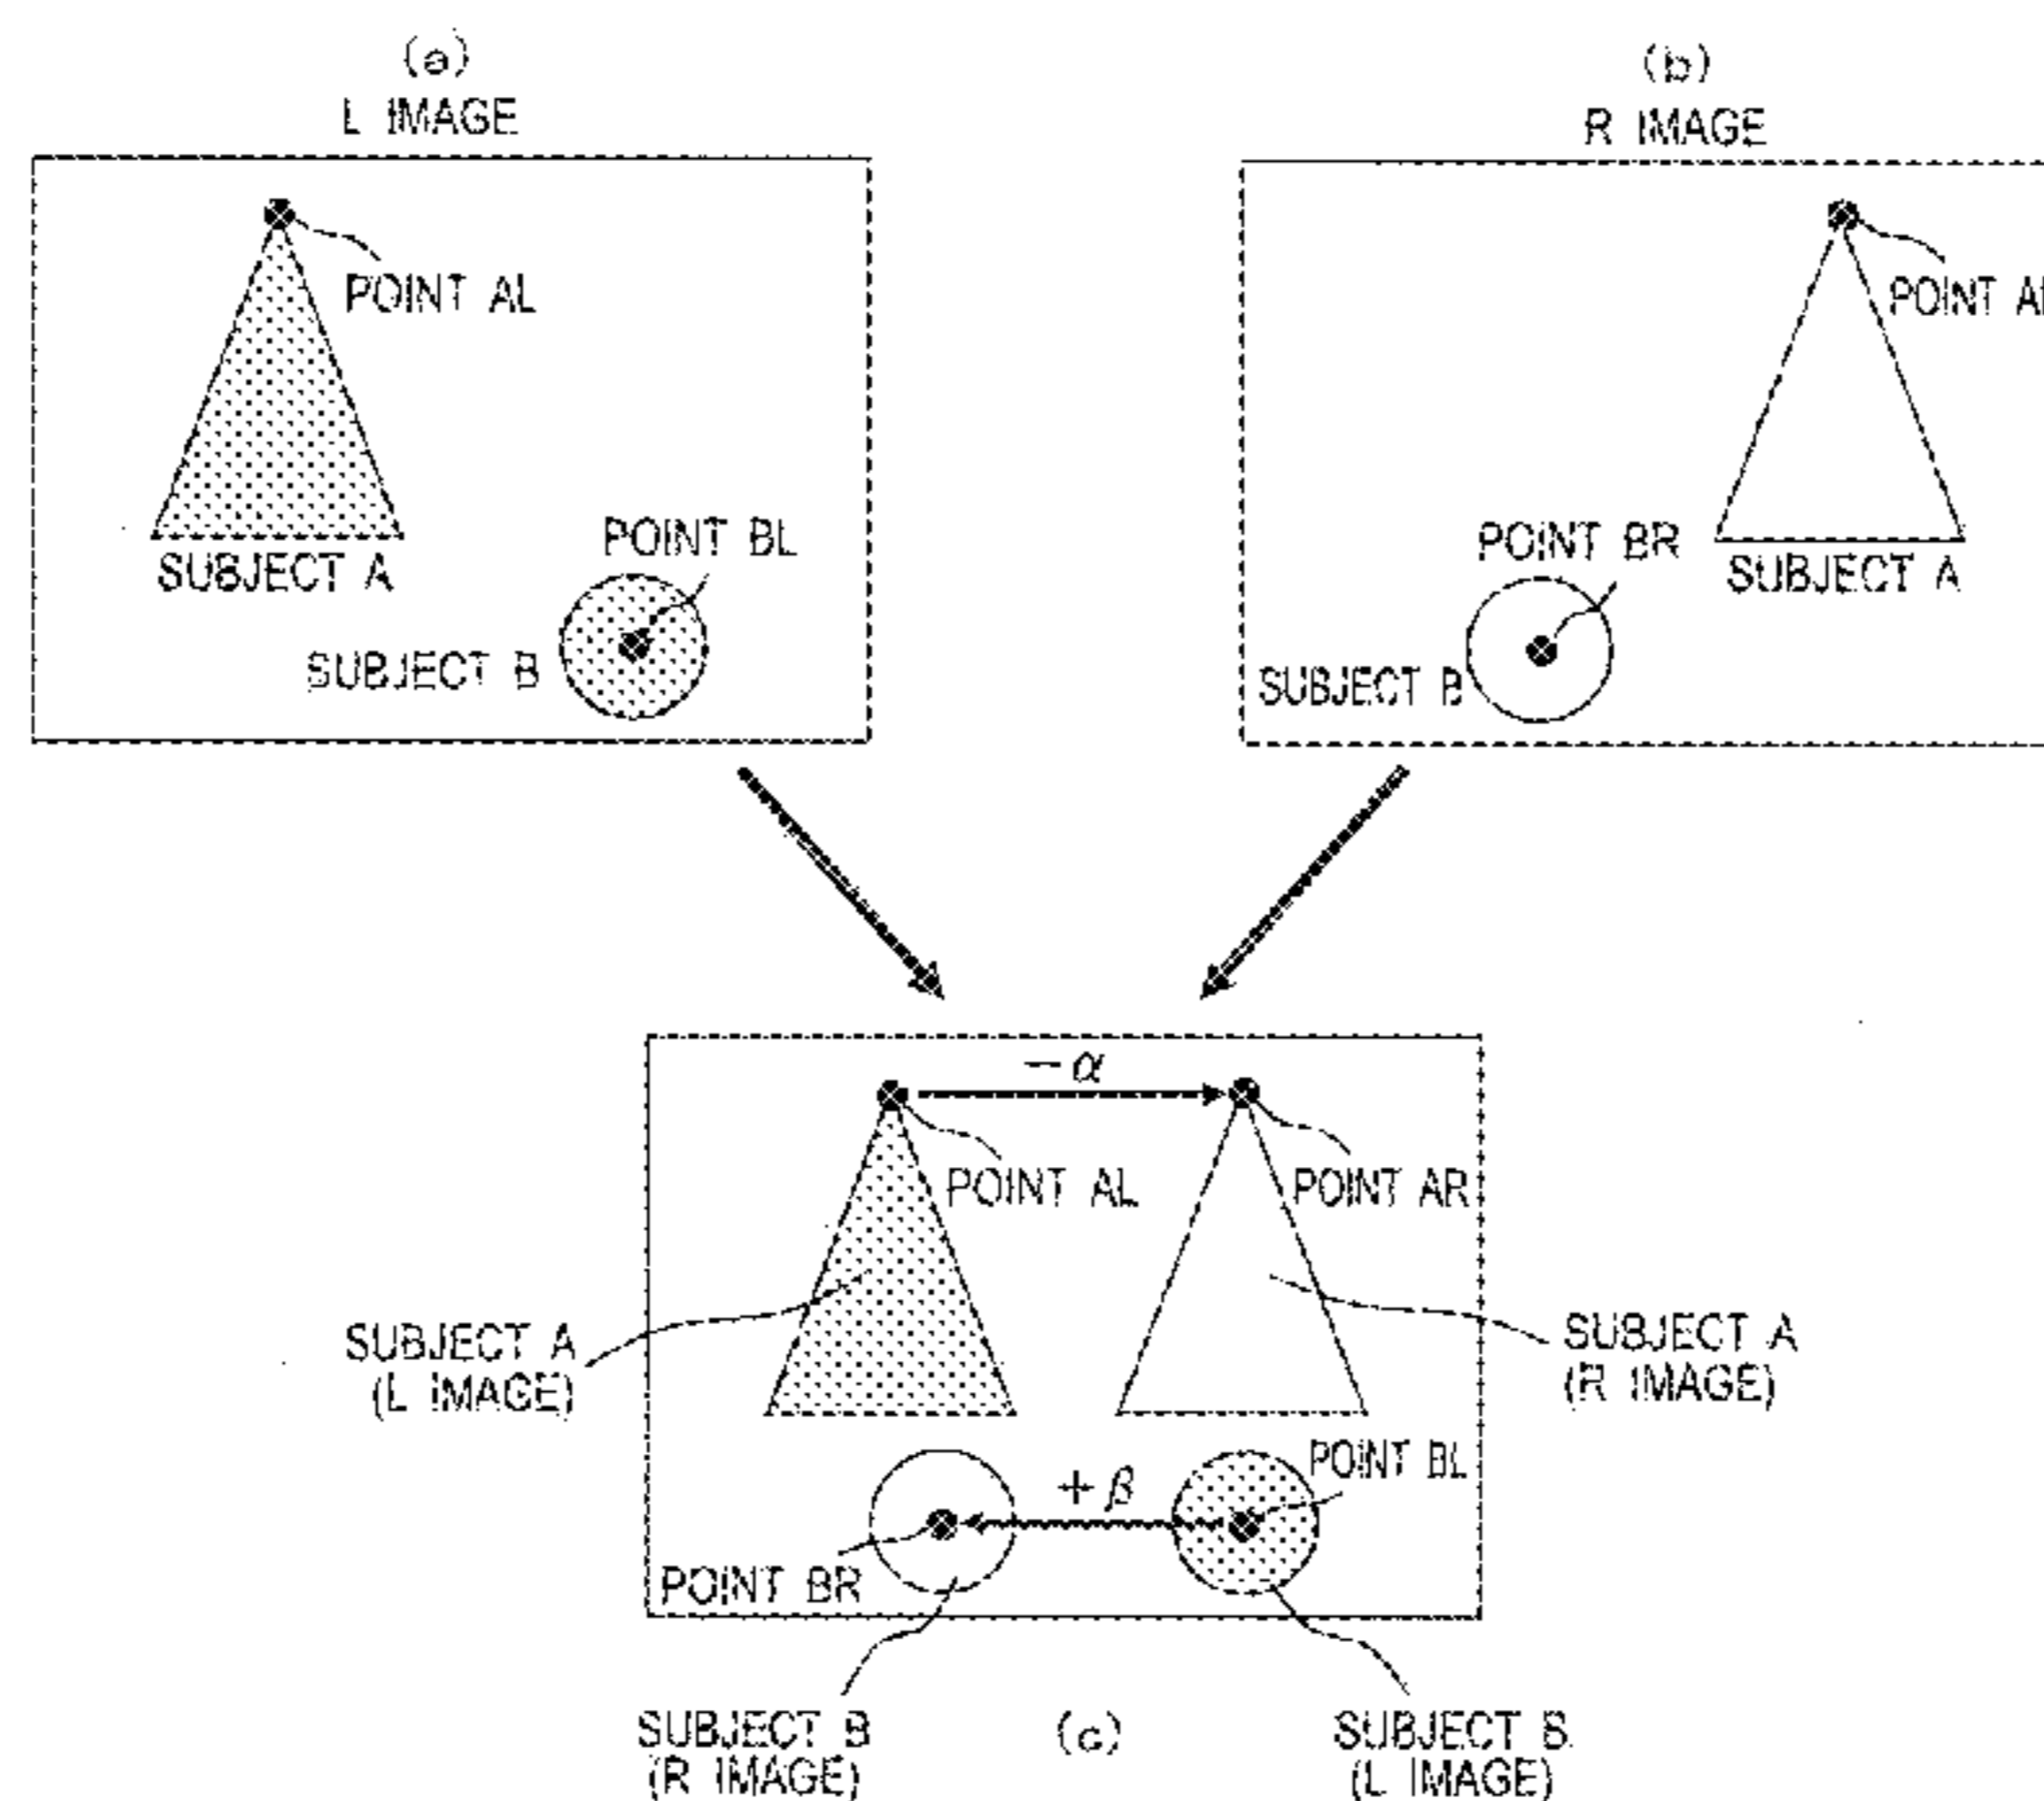 (a)
L IMAGE
POINT AL
SUBJECT A
POINT BL
SUBJECT B
(b)
R IMAGE
POINT
POINT BR
SUBJECT A
SUBJECT B
−α
POINT AL
POINT AR
SUBJECT A
(L IMAGE)
SUBJECT A
(R IMAGE)
POINT BL
+β
POINT BR
SUBJECT B
(R IMAGE)
(c)
SUBJECT B
(L IMAGE)